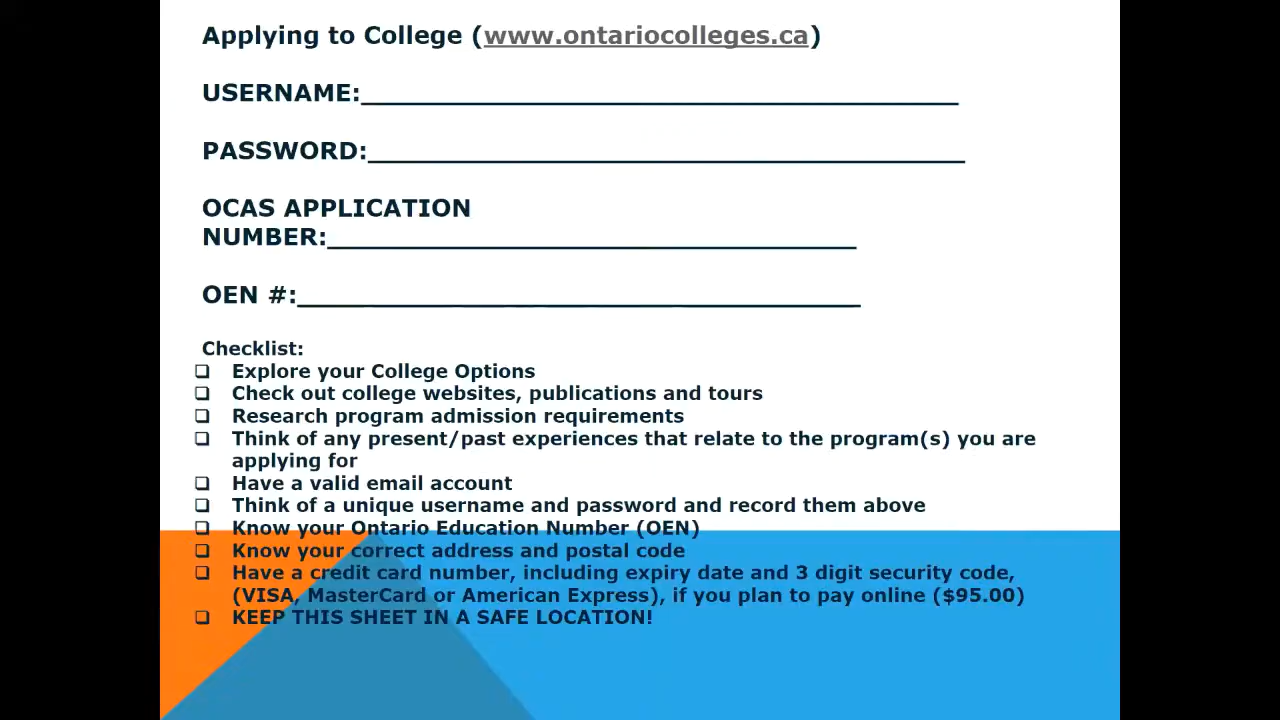 Applying to College (www.ontariocolleges.ca)
USERNAME:______________________________________________
PASSWORD:______________________________________________
OCAS APPLICATION
NUMBER:_________________________________________
OEN #:____________________________________________
Checklist:
❑ Explore your College Options
❑ Check out college websites, publications and tours
❑ Research program admission requirements
❑ Think of any present/past experiences that relate to the program(s) you are
applying for
❑ Have a valid email account
❑ Think of a unique username and password and record them above
❑ Know your Ontario Education Number (OEN)
❑ Know your correct address and postal code
❑ Have a credit card number, including expiry date and 3 digit security code,
(VISA, MasterCard or American Express), if you plan to pay online ($95.00)
❑ KEEP THIS SHEET IN A SAFE LOCATION!